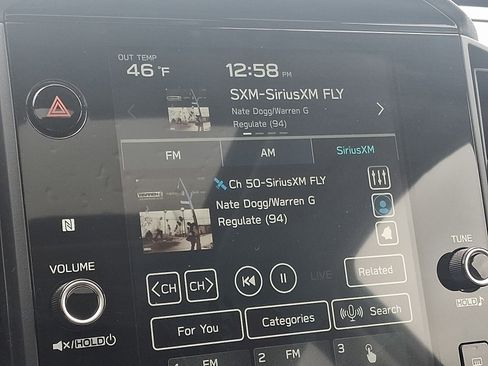 OUT TEMP
46 °F
12:58 PM
SXM-SiriusXM FLY
Nate Dogg/Warren G
Regulate (94)
FM
AM
SiriusXM
Ch 50-SiriusXM FLY
Nate Dogg/Warren G
Regulate (94)
VOLUME
TUNE
<CH
CH>
LIVE
Related
HOLD
HOLD
For You
Categories
Search
1 FM
2 FM
3